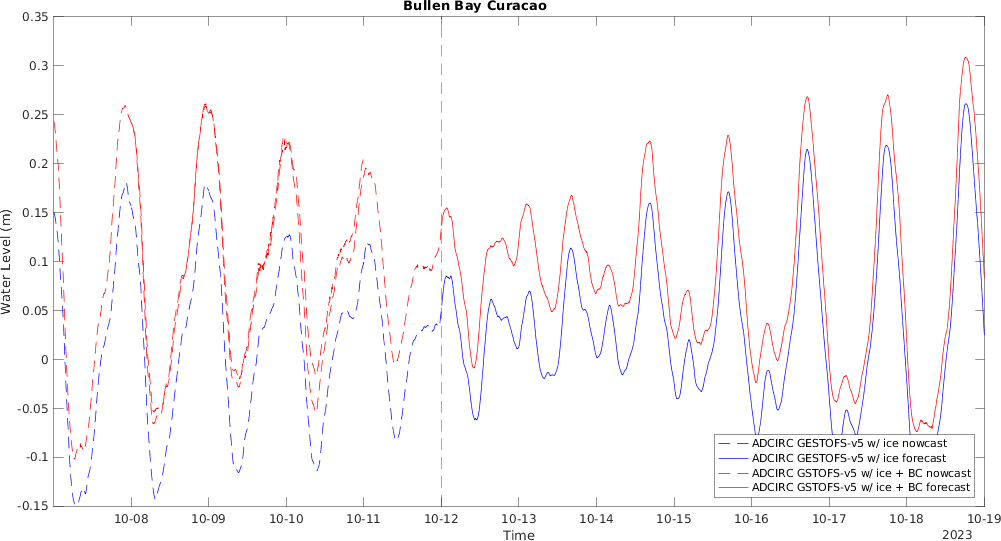 Bullen Bay Curacao
Water Level (m)
0.35
0.3
0.25
0.2
0.15
0.1
0.05
0
-0.05
-0.1
-0.15
ADCIRC GESTOFS-v5 w/ ice nowcast
ADCIRC GESTOFS-v5 w/ ice forecast
ADCIRC GSTOFS-v5 w/ ice + BC nowcast
ADCIRC GSTOFS-v5 w/ ice + BC forecast
10-08 10-09 10-10 10-11 10-12 10-13 10-14 10-15 10-16 10-17 10-18 10-19
Time
2023